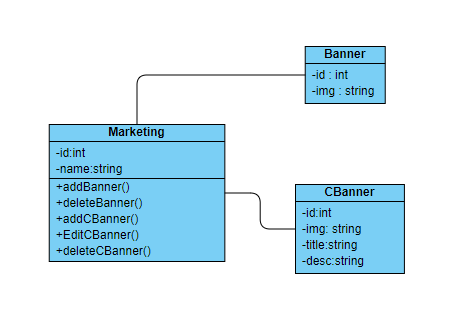 Banner
-id : int
-img : string
Marketing
-id:int
-name:string
+addBanner()
+deleteBanner()
+addCBanner()
+EditCBanner()
+deleteCBanner()
CBanner
-id:int
-img: string
-title:string
-desc:string